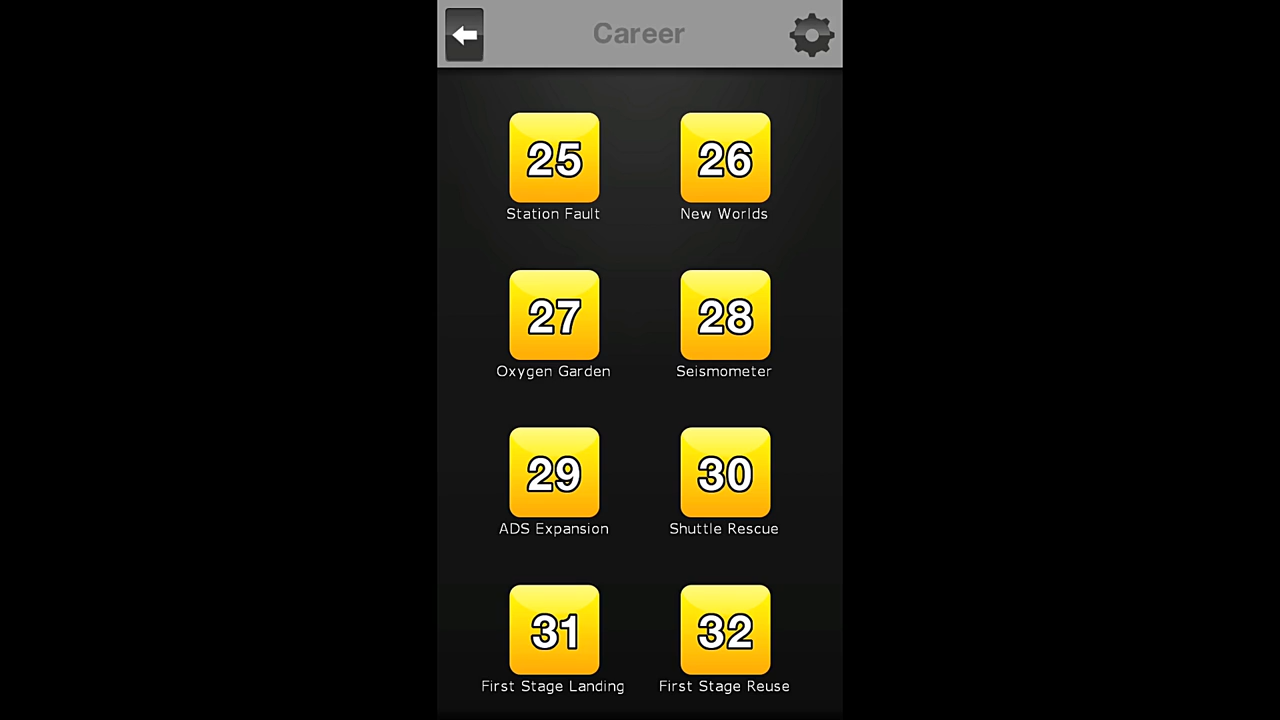 Career
25
26
Station Fault
New Worlds
27
28
Oxygen Garden
Seismometer
29
30
ADS Expansion
Shuttle Rescue
31
32
First Stage Landing
First Stage Reuse